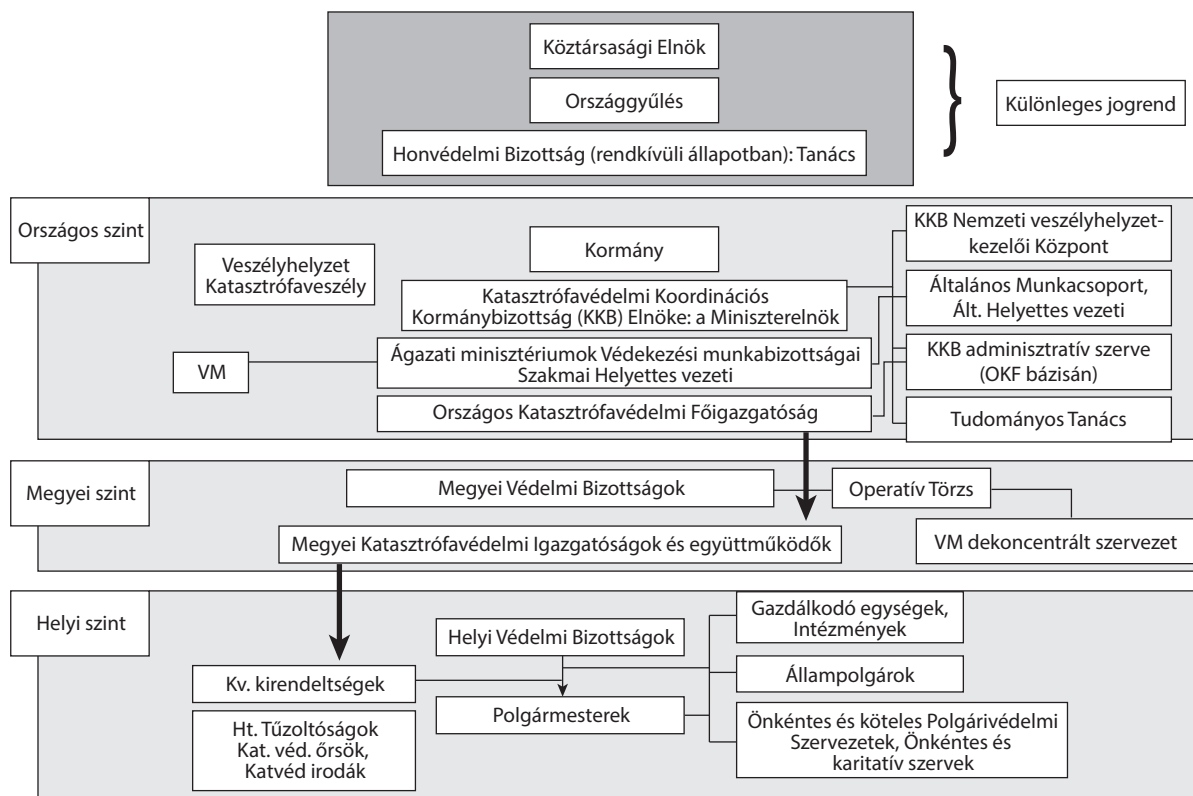 Köztársasági Elnök
Országgyűlés
Honvédelmi Bizottság (rendkívüli állapotban): Tanács
Különleges jogrend
Országos szint
Veszélyhelyzet
Katasztrófaveszély
Kormány
KKB Nemzeti veszélyhelyzet-
kezelői Központ
Katasztrófavédelmi Koordinációs
Kormánybizottság (KKB) Elnöke: a Miniszterelnök
Általános Munkacsoport,
Ált. Helyettes vezeti
VM
Ágazati minisztériumok Védekezési munkabizottságai
Szakmai Helyettes vezeti
KKB adminisztratív szerve
(OKF bázisán)
Országos Katasztrófavédelmi Főigazgatóság
Tudományos Tanács
Megyei szint
Megyei Védelmi Bizottságok
Operatív Törzs
Megyei Katasztrófavédelmi Igazgatóságok és együttműködők
VM dekoncentrált szervezet
Helyi szint
Helyi Védelmi Bizottságok
Gazdálkodó egységek,
Intézmények
Kv. kirendeltségek
Állampolgárok
Polgármesterek
Ht. Tűzoltóságok
Kat. véd. őrsök,
Katvéd irodák
Önkéntes és köteles Polgárivédelmi
Szervezetek, Önkéntes és
karitatív szervek